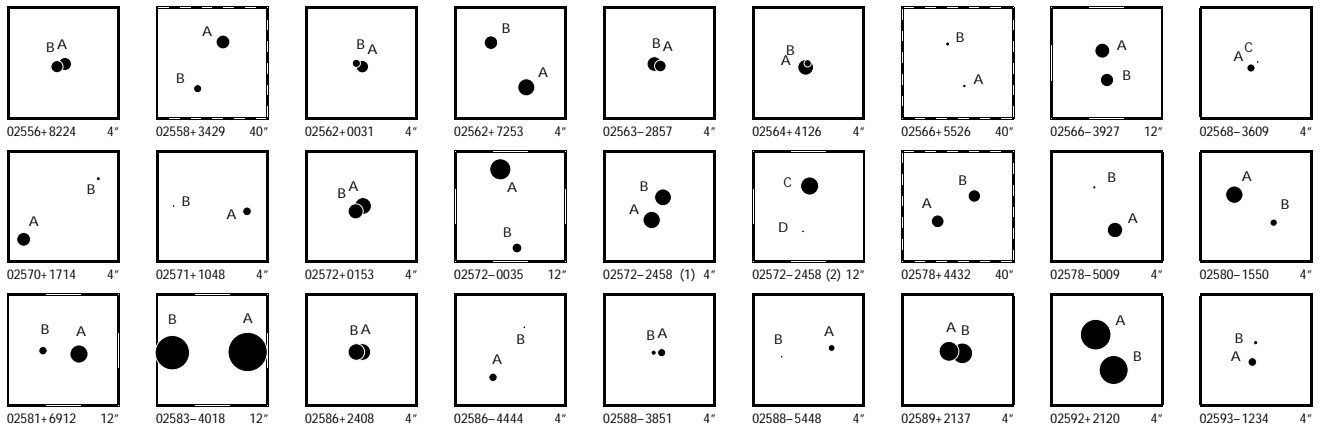 B A
A
B
B
A
B
A
B A
B
A
B
A
A
B
C
A
02556+8224 4″
02558+3429 40″
02562+0031 4″
02562+7253 4″
02563−2857 4″
02564+4126 4″
02566+5526 40″
02566−3927 12″
02568−3609 4″
B
A
B
A
A
B
A
B
B
A
C
D
B
A
B
A
A
B
02570+1714 4″
02571+1048 4″
02572+0153 4″
02572−0035 12″
02572−2458 (1) 4″
02572−2458 (2) 12″
02578+4432 40″
02578−5009 4″
02580−1550 4″
B A
B A
B A
B
A
B A
B A
A B
A
B
B
A
02581+6912 12″
02583−4018 12″
02586+2408 4″
02586−4444 4″
02588−3851 4″
02588−5448 4″
02589+2137 4″
02592+2120 4″
02593−1234 4″